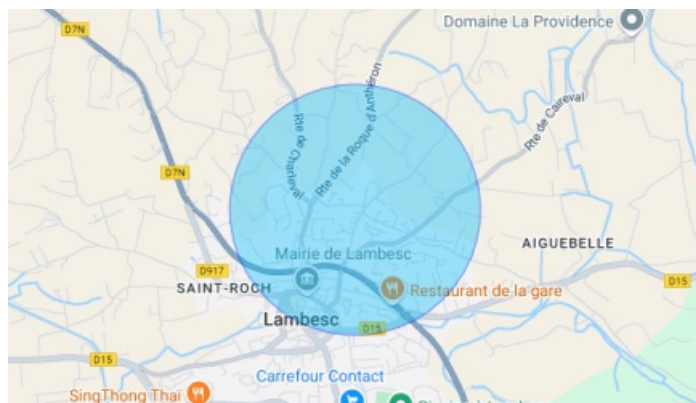 D7N
Domaine La Providence
Rte de Charleval
Rte de la Roque d'Anthéron
Rte de Caireval
D7N
Mairie de Lambesc
AIGUEBELLE
D917
SAINT-ROCH
Restaurant de la gare
D15
Lambesc
D15
D15
Carrefour Contact
SingThong Thai